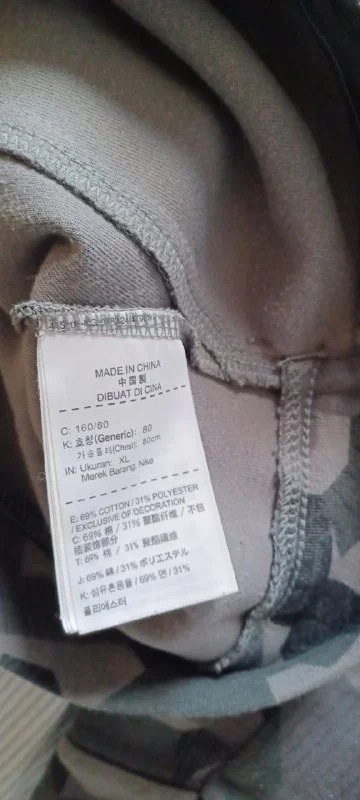 MADE IN CHINA
中國製
DIBUAT DI CINA
C: 160/80
K: 호칭(Generic): 80
가슴둘레(Chest): 80cm
IN: Ukuran: XL
Merek Barang: Nike
E: 69% COTTON / 31% POLYESTER
/ EXCLUSIVE OF DECORATION
C: 69% 棉 / 31% 聚酯纤维 / 不包
括装饰部分
T: 69% 棉 / 31% 聚酯纖維
J: 69% 綿 / 31% ポリエステル
K: 섬유혼용율 / 69% 면 / 31%
폴리에스터